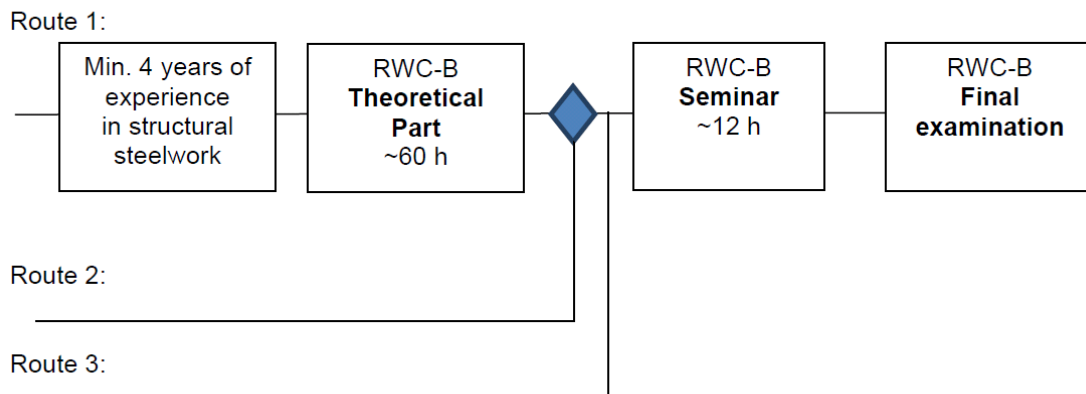 Route 1:
Min. 4 years of
experience
in structural
steelwork
RWC-B
Theoretical
Part
~60 h
RWC-B
Seminar
~12 h
RWC-B
Final
examination
Route 2:
Route 3: